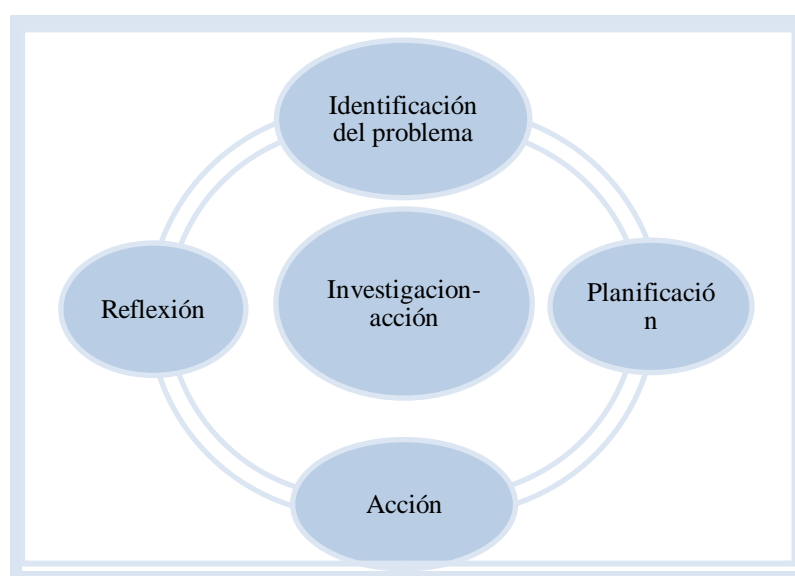 Identificación
del problema
Reflexión
Investigacion-
acción
Planificació
n
Acción